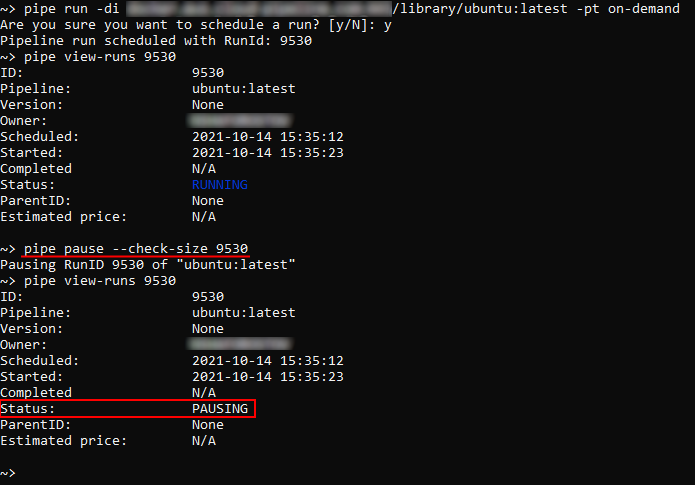 ~> pipe run -di /library/ubuntu:latest -pt on-demand
Are you sure you want to schedule a run? [y/N]: y
Pipeline run scheduled with RunId: 9530
~> pipe view-runs 9530
ID: 9530
Pipeline: ubuntu:latest
Version: None
Owner:
Scheduled: 2021-10-14 15:35:12
Started: 2021-10-14 15:35:23
Completed N/A
Status: RUNNING
ParentID: None
Estimated price: N/A
~> pipe pause --check-size 9530
Pausing RunID 9530 of "ubuntu:latest"
~> pipe view-runs 9530
ID: 9530
Pipeline: ubuntu:latest
Version: None
Owner:
Scheduled: 2021-10-14 15:35:12
Started: 2021-10-14 15:35:23
Completed N/A
Status: PAUSING
ParentID: None
Estimated price: N/A
~>